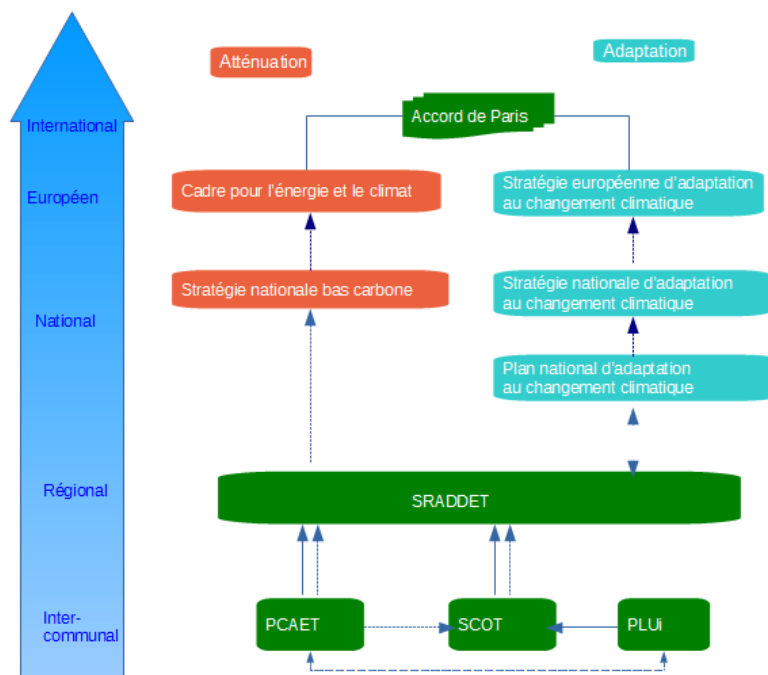 Atténuation
Adaptation
International
Accord de Paris
Européen
Cadre pour l'énergie et le climat
Stratégie européenne d'adaptation
au changement climatique
National
Stratégie nationale bas carbone
Stratégie nationale d'adaptation
au changement climatique
Plan national d'adaptation
au changement climatique
Régional
SRADDET
Inter-
communal
PCAET
SCOT
PLUi